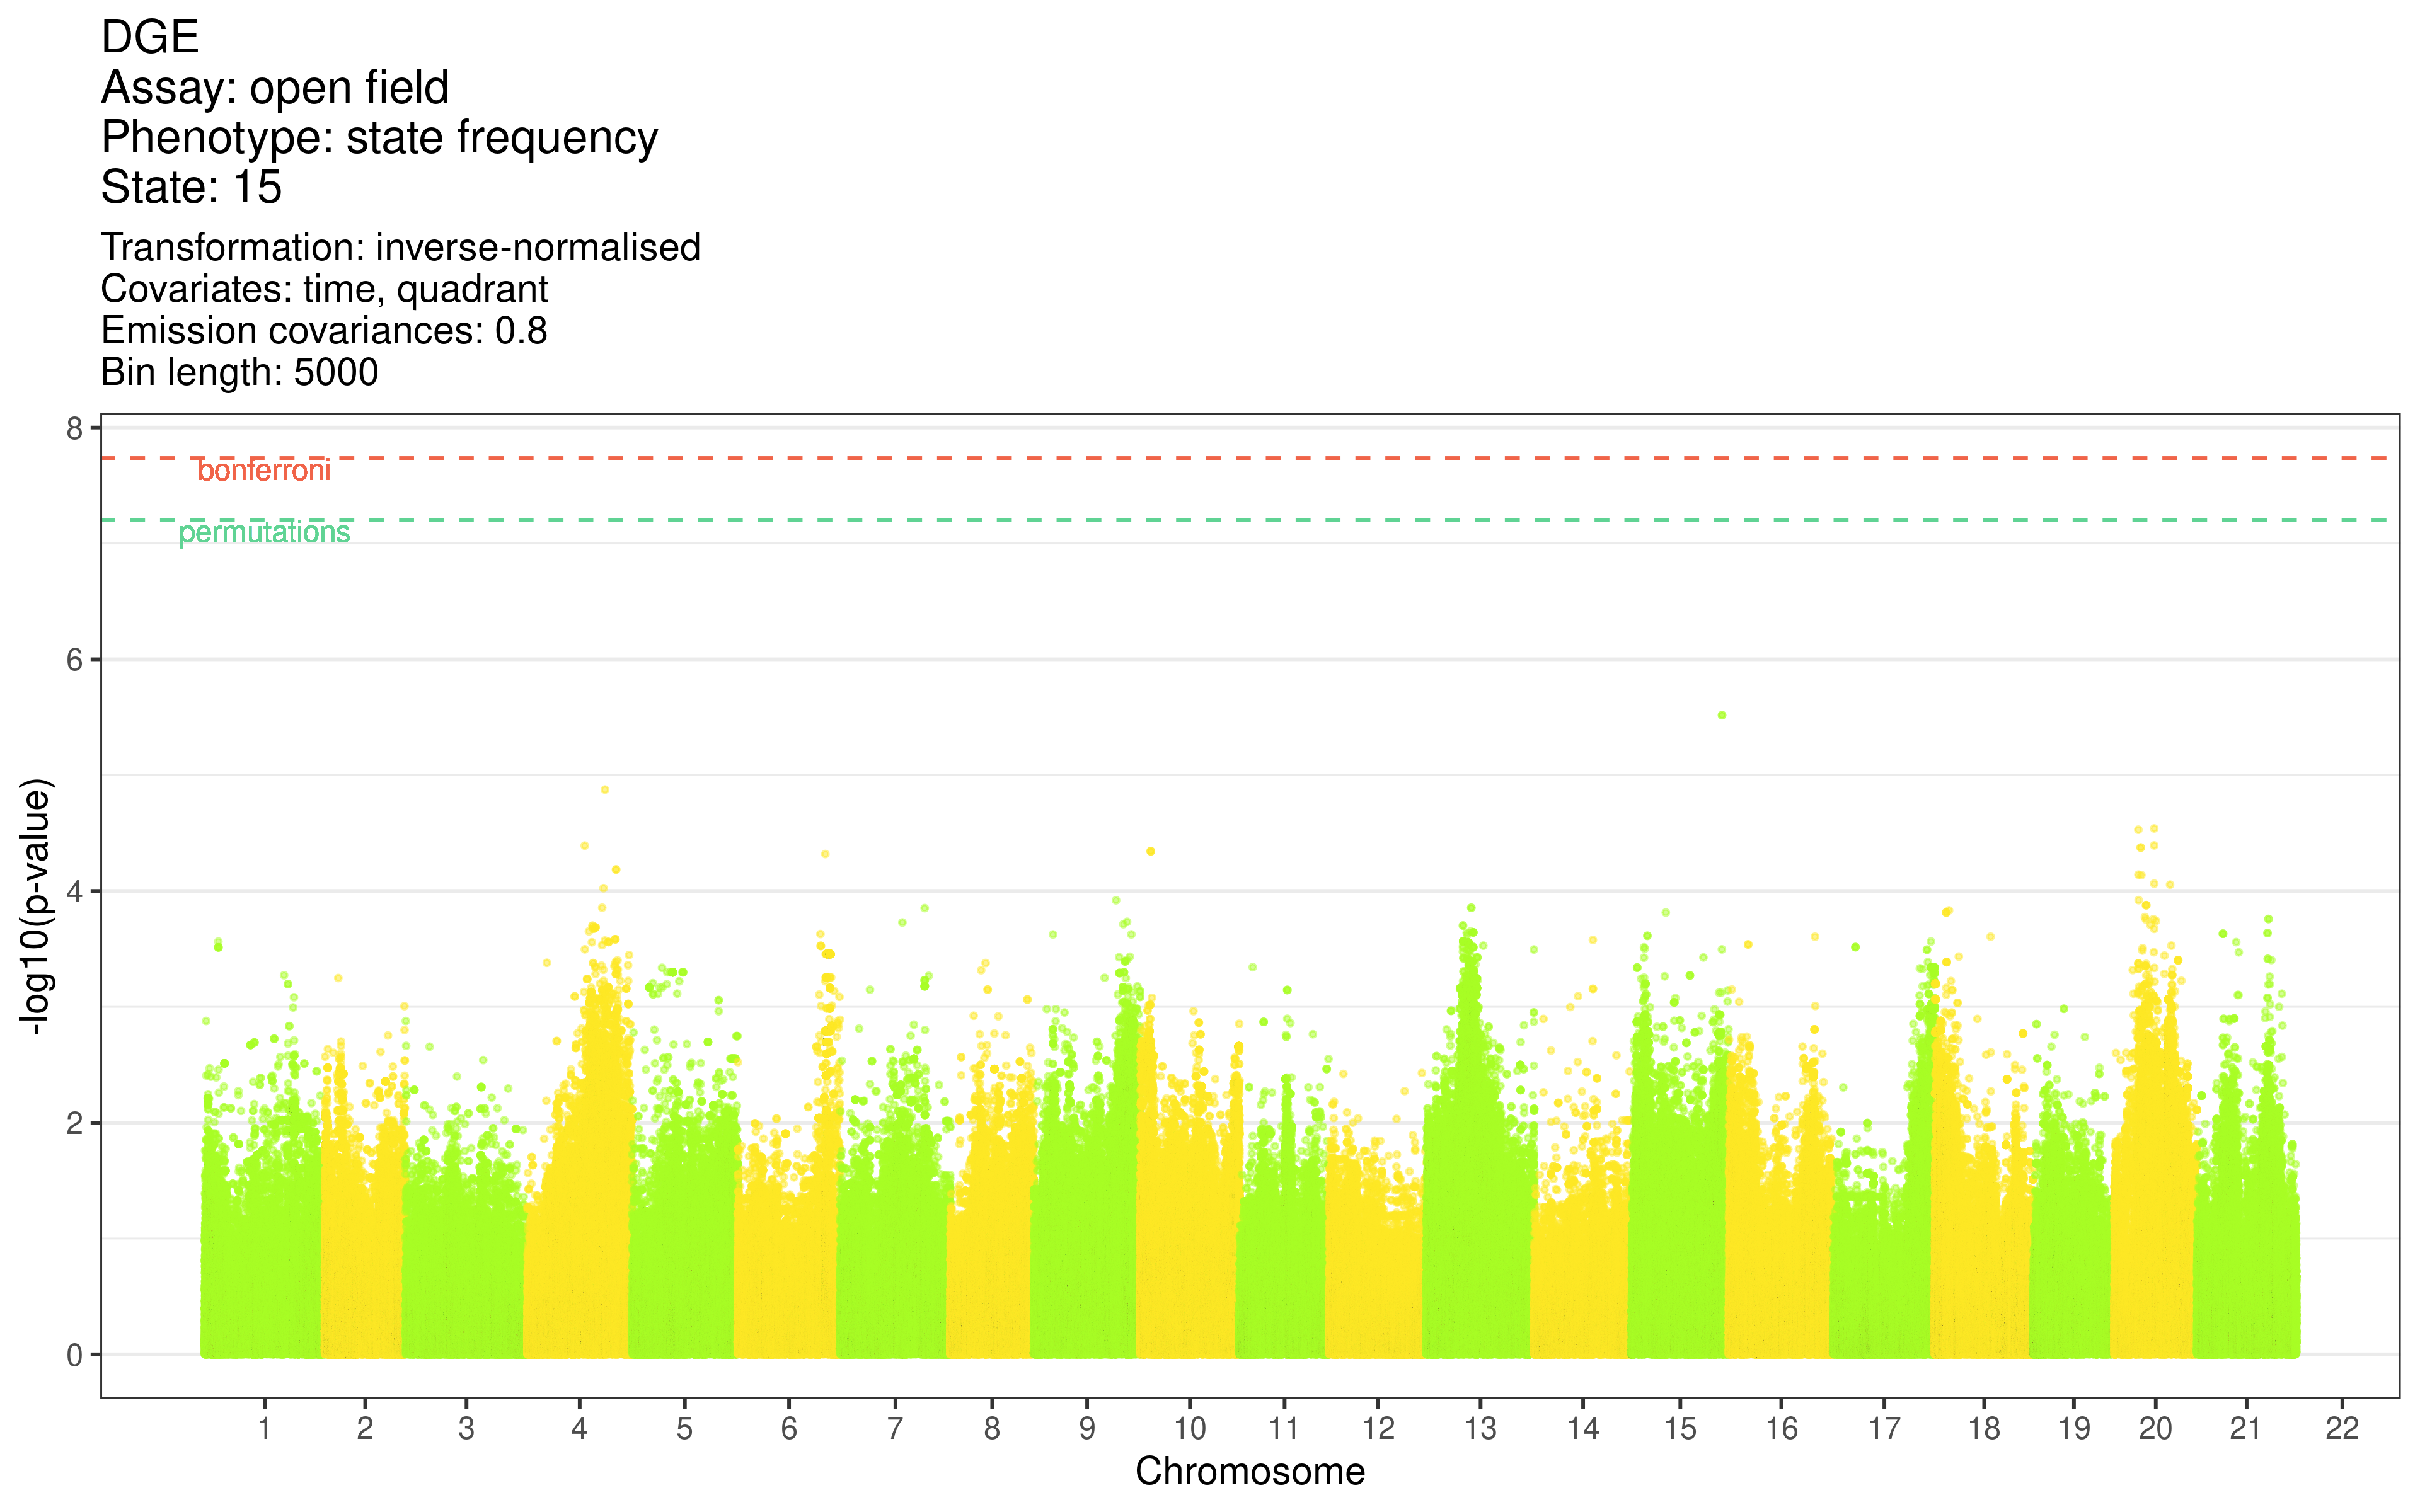 DGE
Assay: open field
Phenotype: state frequency
State: 15
Transformation: inverse-normalised
Covariates: time, quadrant
Emission covariances: 0.8
Bin length: 5000
8
bonferroni
permutations
6
4
2
0
-log10(p-value)
1 2 3 4 5 6 7 8 9 10 11 12 13 14 15 16 17 18 19 20 21 22
Chromosome